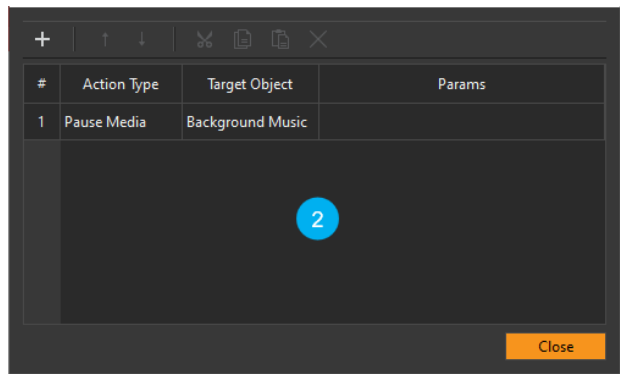 # Action Type Target Object Params
1 Pause Media Background Music
2
Close